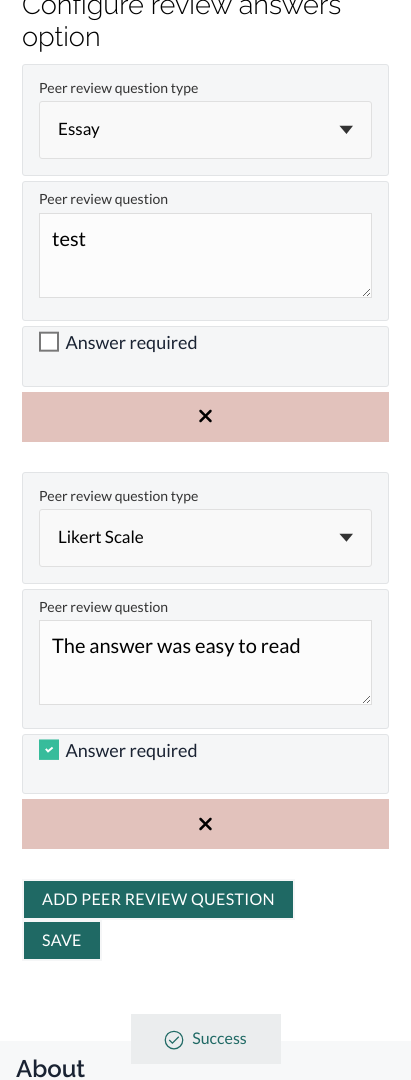 Configure review answers
option
Peer review question type
Essay
Peer review question
test
Answer required
Peer review question type
Likert Scale
Peer review question
The answer was easy to read
Answer required
ADD PEER REVIEW QUESTION
SAVE
Success
About